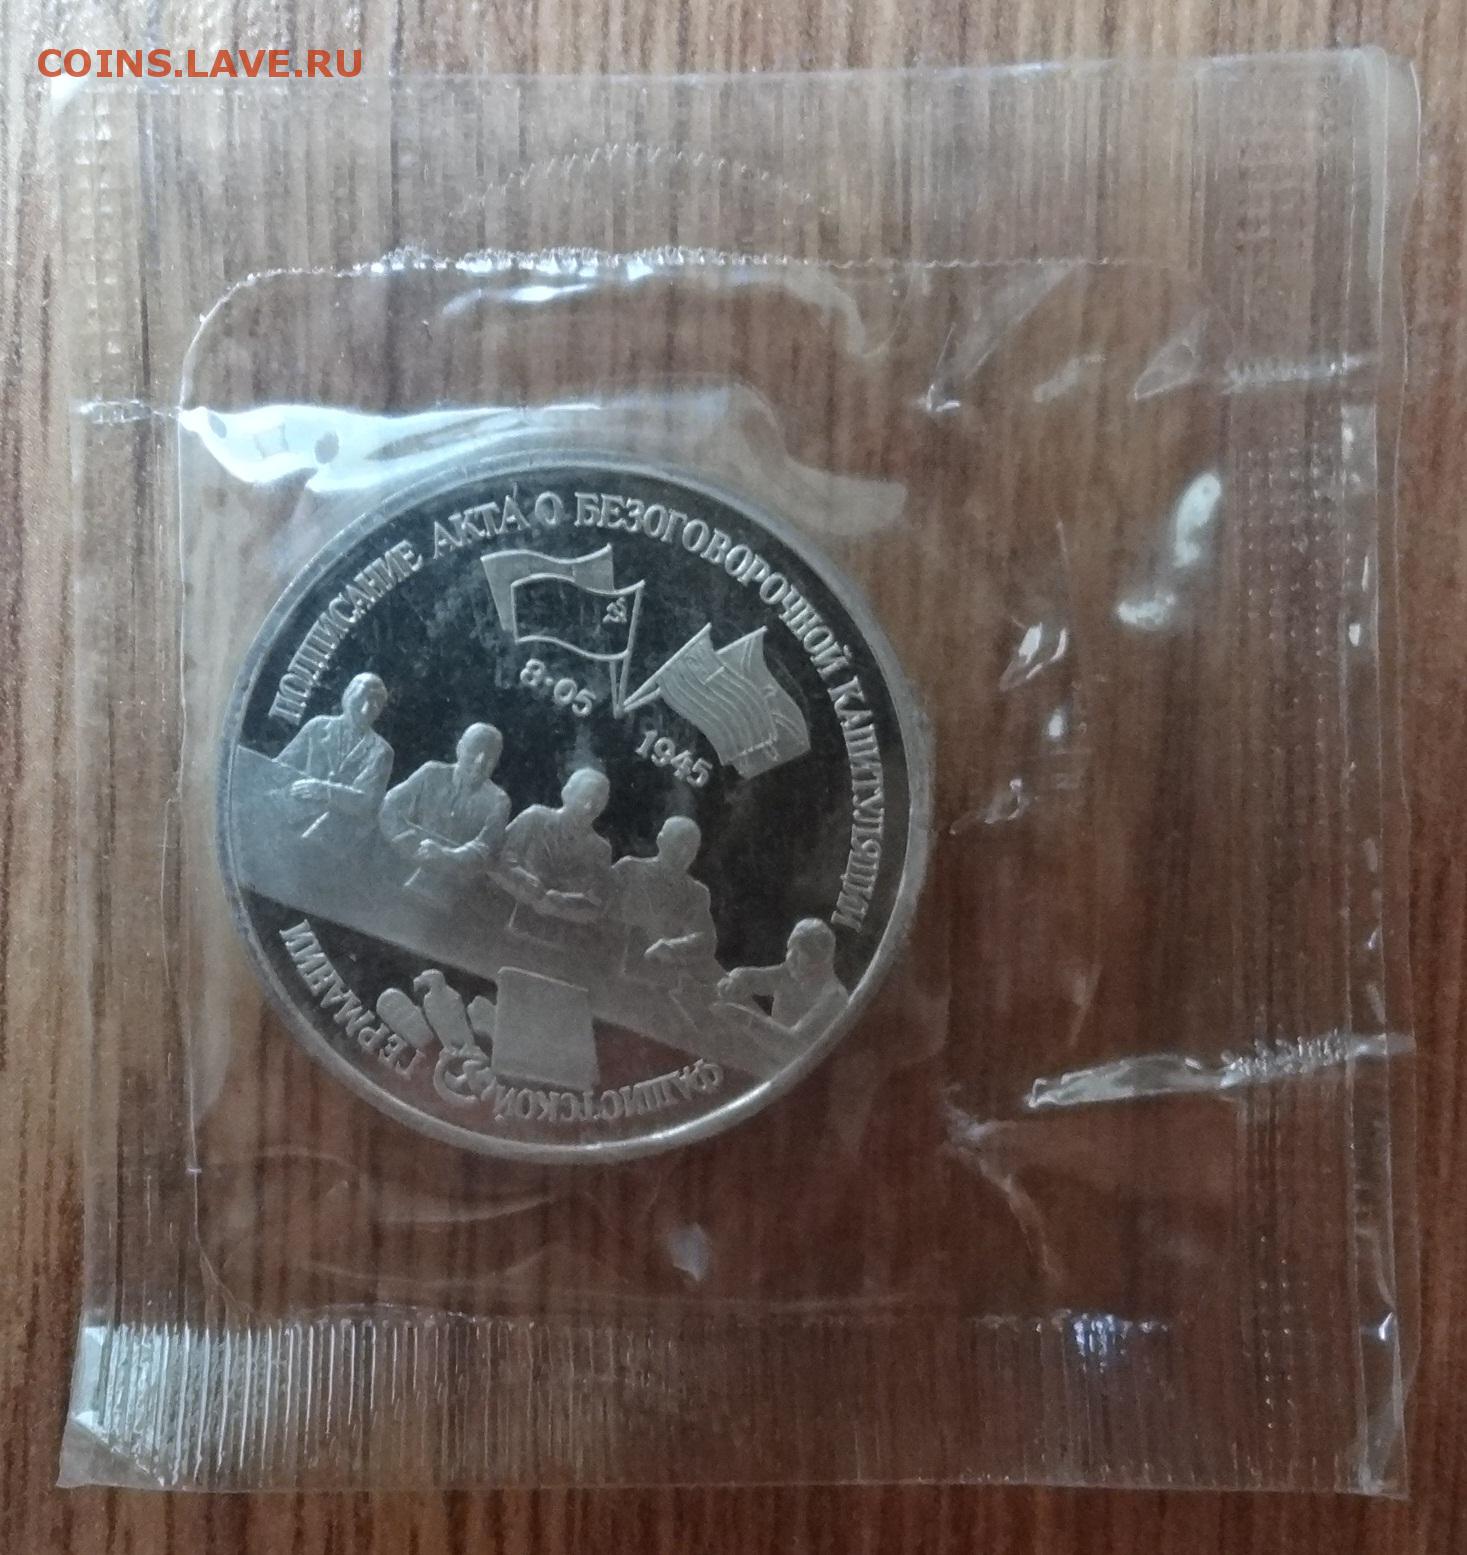 COINS.LAVE.RU
ПОДПИСАНИЕ АКТА О БЕЗОГОВОРОЧНОЙ КАПИТУЛЯЦИИ
ФАШИСТСКОЙ ГЕРМАНИИ
8·05
1945